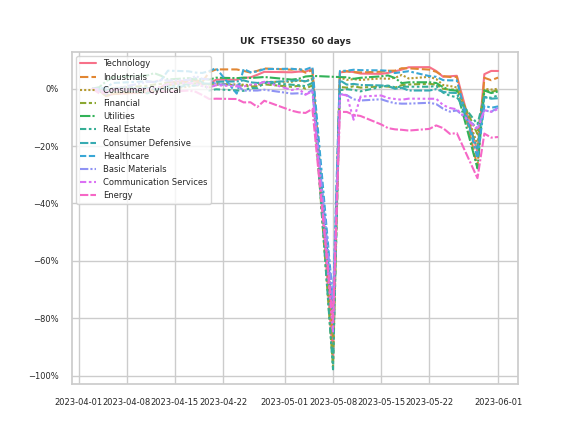 UK FTSE350 60 days
Technology
Industrials
Consumer Cyclical
Financial
Utilities
Real Estate
Consumer Defensive
Healthcare
Basic Materials
Communication Services
Energy
0%
−20%
−40%
−60%
−80%
−100%
2023-04-01 2023-04-08 2023-04-15 2023-04-22 2023-05-01 2023-05-08 2023-05-15 2023-05-22 2023-06-01